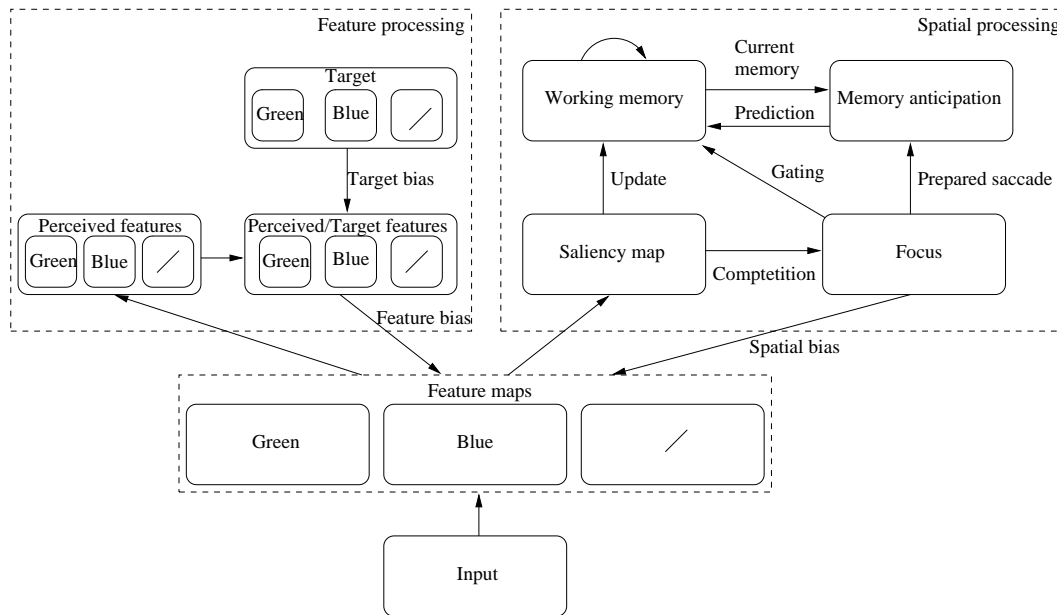 Feature processing
Target
Green
Blue
Target bias
Perceived features
Green
Blue
Perceived/Target features
Green
Blue
Feature bias
Spatial processing
Working memory
Current
memory
Prediction
Memory anticipation
Update
Gating
Prepared saccade
Saliency map
Comptetition
Focus
Spatial bias
Feature maps
Green
Blue
Input